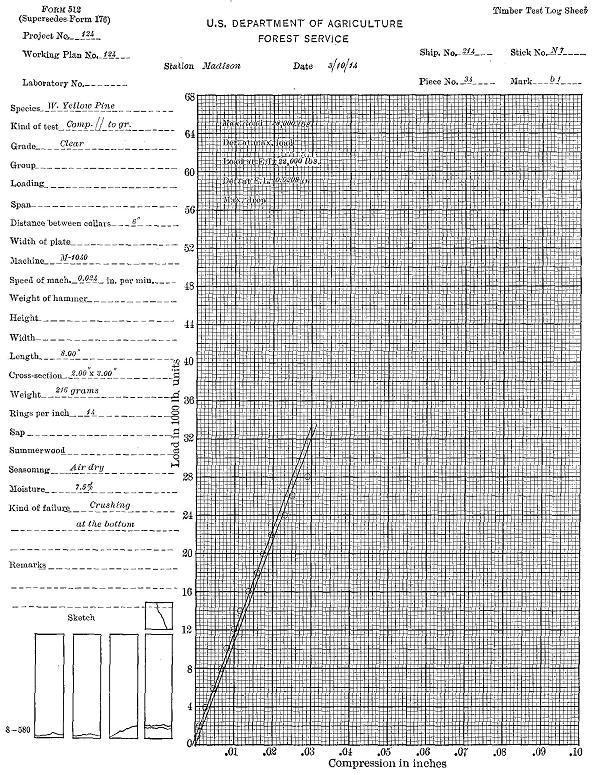 FORM 512
(Supersedes Form 176)
Timber Test Log Sheet
U.S. DEPARTMENT OF AGRICULTURE
FOREST SERVICE
Project No. 124
Working Plan No. 124
Ship. No. 214 Stick No. N7
Station Madison Date 3/10/14
Laboratory No.
Piece No. 34 Mark b1
Species W. Yellow Pine
Kind of test Comp. // to gr.
Grade Clear
Group
Loading
Span
Distance between collars 6"
Width of plate
Machine M-1040
Speed of mach. 0.024 in. per min.
Weight of hammer
Height
Width
Length 8.00"
Cross-section 2.00" x 2.00"
Weight 216 grams
Rings per inch 14
Sap
Summerwood
Seasoning Air dry
Moisture 7.5%
Kind of failure Crushing
at the bottom
Remarks
Sketch
8-580
Max. load lbs.
Def. at max. load
Load at E.L. lbs.
Def. at E.L. in.
Max. drop
Load in 1000 lb. units
68
64
60
56
52
48
44
40
36
32
28
24
20
16
12
8
4
0
.01 .02 .03 .04 .05 .06 .07 .08 .09 .10
Compression in inches